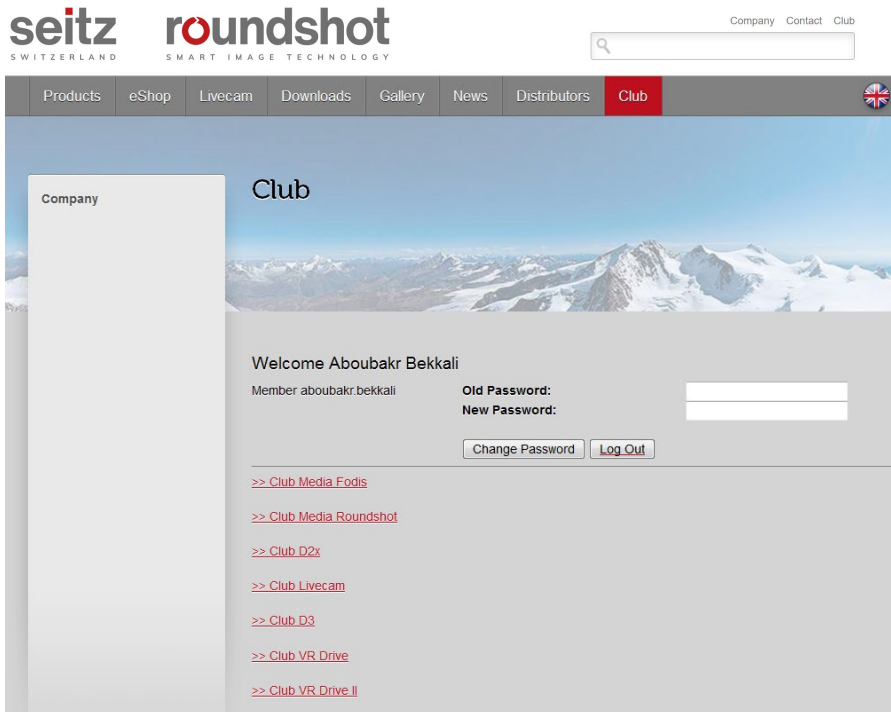 seitz roundshot
SWITZERLAND SMART IMAGE TECHNOLOGY
Company Contact Club
Products eShop Livecam Downloads Gallery News Distributors Club
Company
Club
Welcome Aboubakr Bekkali
Member aboubakr.bekkali Old Password:
New Password:
Change Password Log Out
>> Club Media Fodis
>> Club Media Roundshot
>> Club D2x
>> Club Livecam
>> Club D3
>> Club VR Drive
>> Club VR Drive II